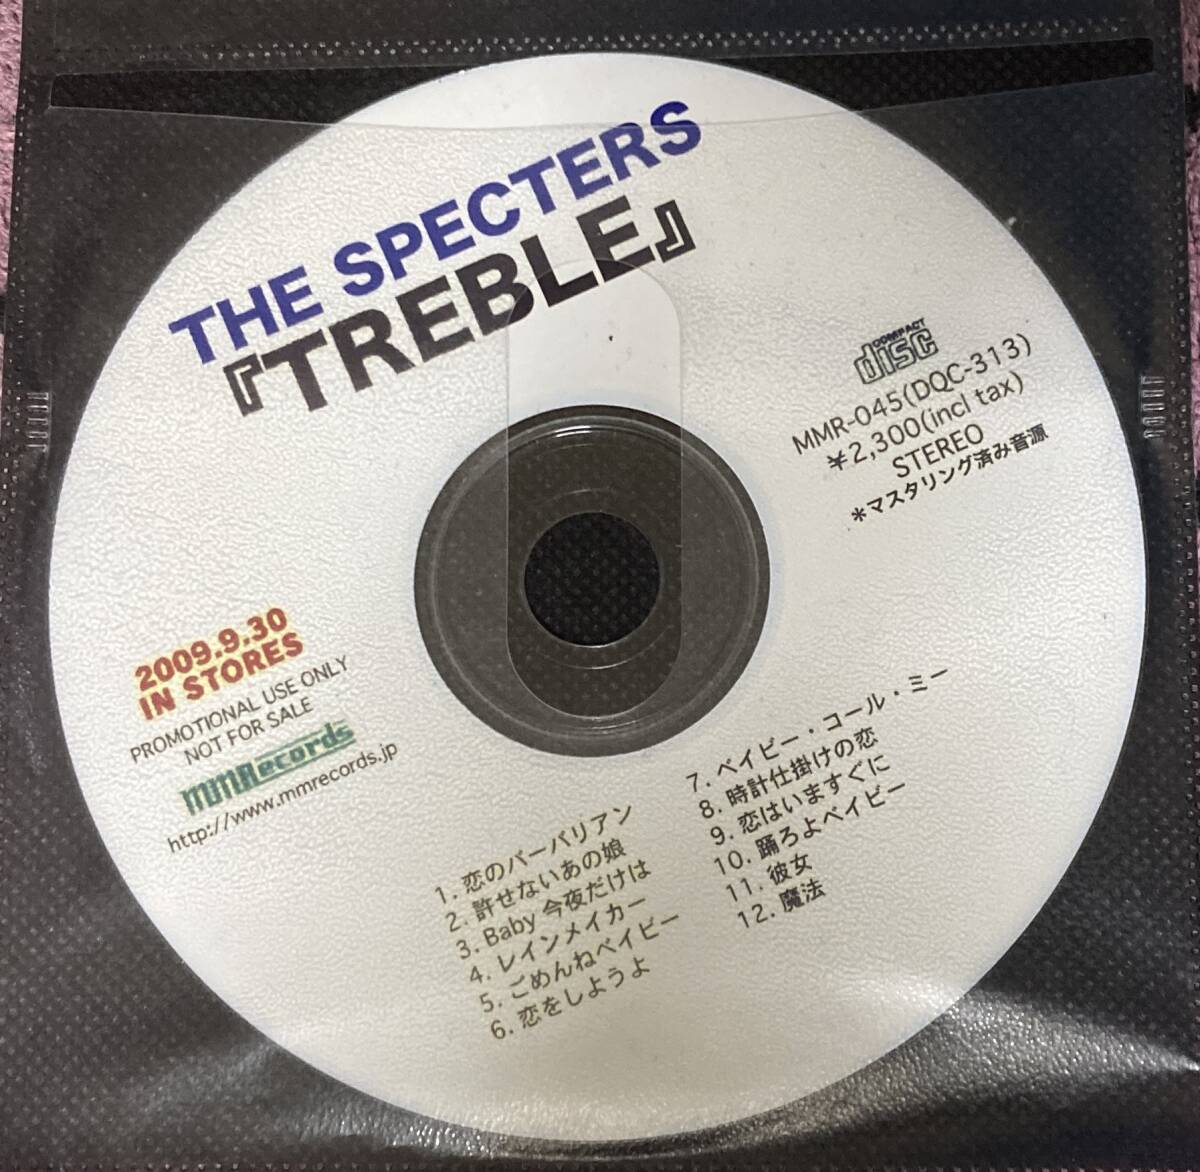 THE SPECTERS
『TREBLE』
COMPACT
disc
MMR-045(DQC-313)
¥2,300(incl tax)
STEREO
*マスタリング済み音源
2009.9.30
IN STORES
PROMOTIONAL USE ONLY
NOT FOR SALE
MMRecords
http://www.mmrecords.jp
1. 恋のバーバリアン
2. 許せないあの娘
3. Baby 今夜だけは
4. レインメイカー
5. ごめんねベイビー
6. 恋をしようよ
7. ベイビー・コール・ミー
8. 時計仕掛けの恋
9. 恋はいますぐに
10. 踊ろよベイビー
11. 彼女
12. 魔法